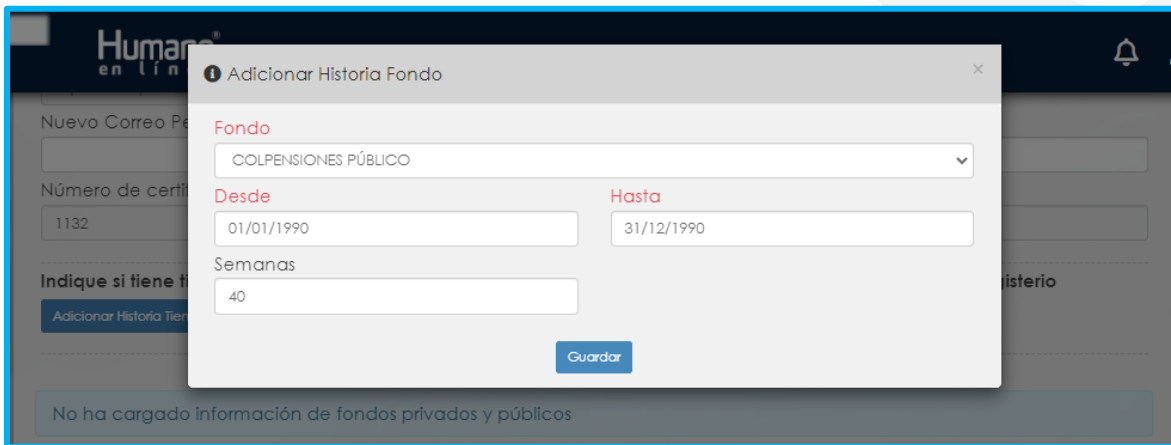 Humano®
en lín
Adicionar Historia Fondo
×
Nuevo Correo Pe
Fondo
COLPENSIONES PÚBLICO
Número de certi
Desde
Hasta
1132
01/01/1990
31/12/1990
Semanas
Indique si tiene ti
gisterio
40
Adicionar Historia Tiem
Guardar
No ha cargado información de fondos privados y públicos